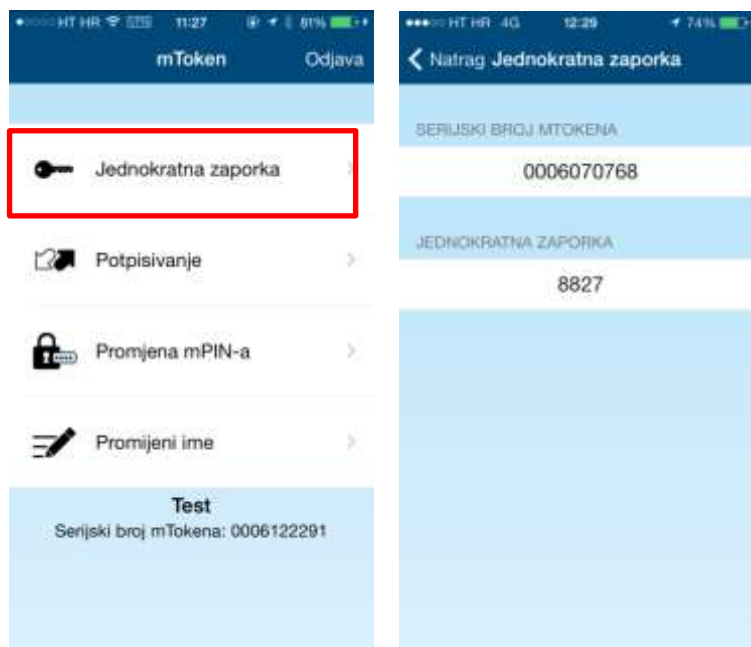 HT HR 11:27 81%
mToken Odjava
Jednokratna zaporka
Potpisivanje
Promjena mPIN-a
Promijeni ime
Test
Serijski broj mTokena: 0006122291
HT HR 4G 12:29 74%
Natrag Jednokratna zaporka
SERIJSKI BROJ MTOKENA
0006070768
JEDNOKRATNA ZAPORKA
8827